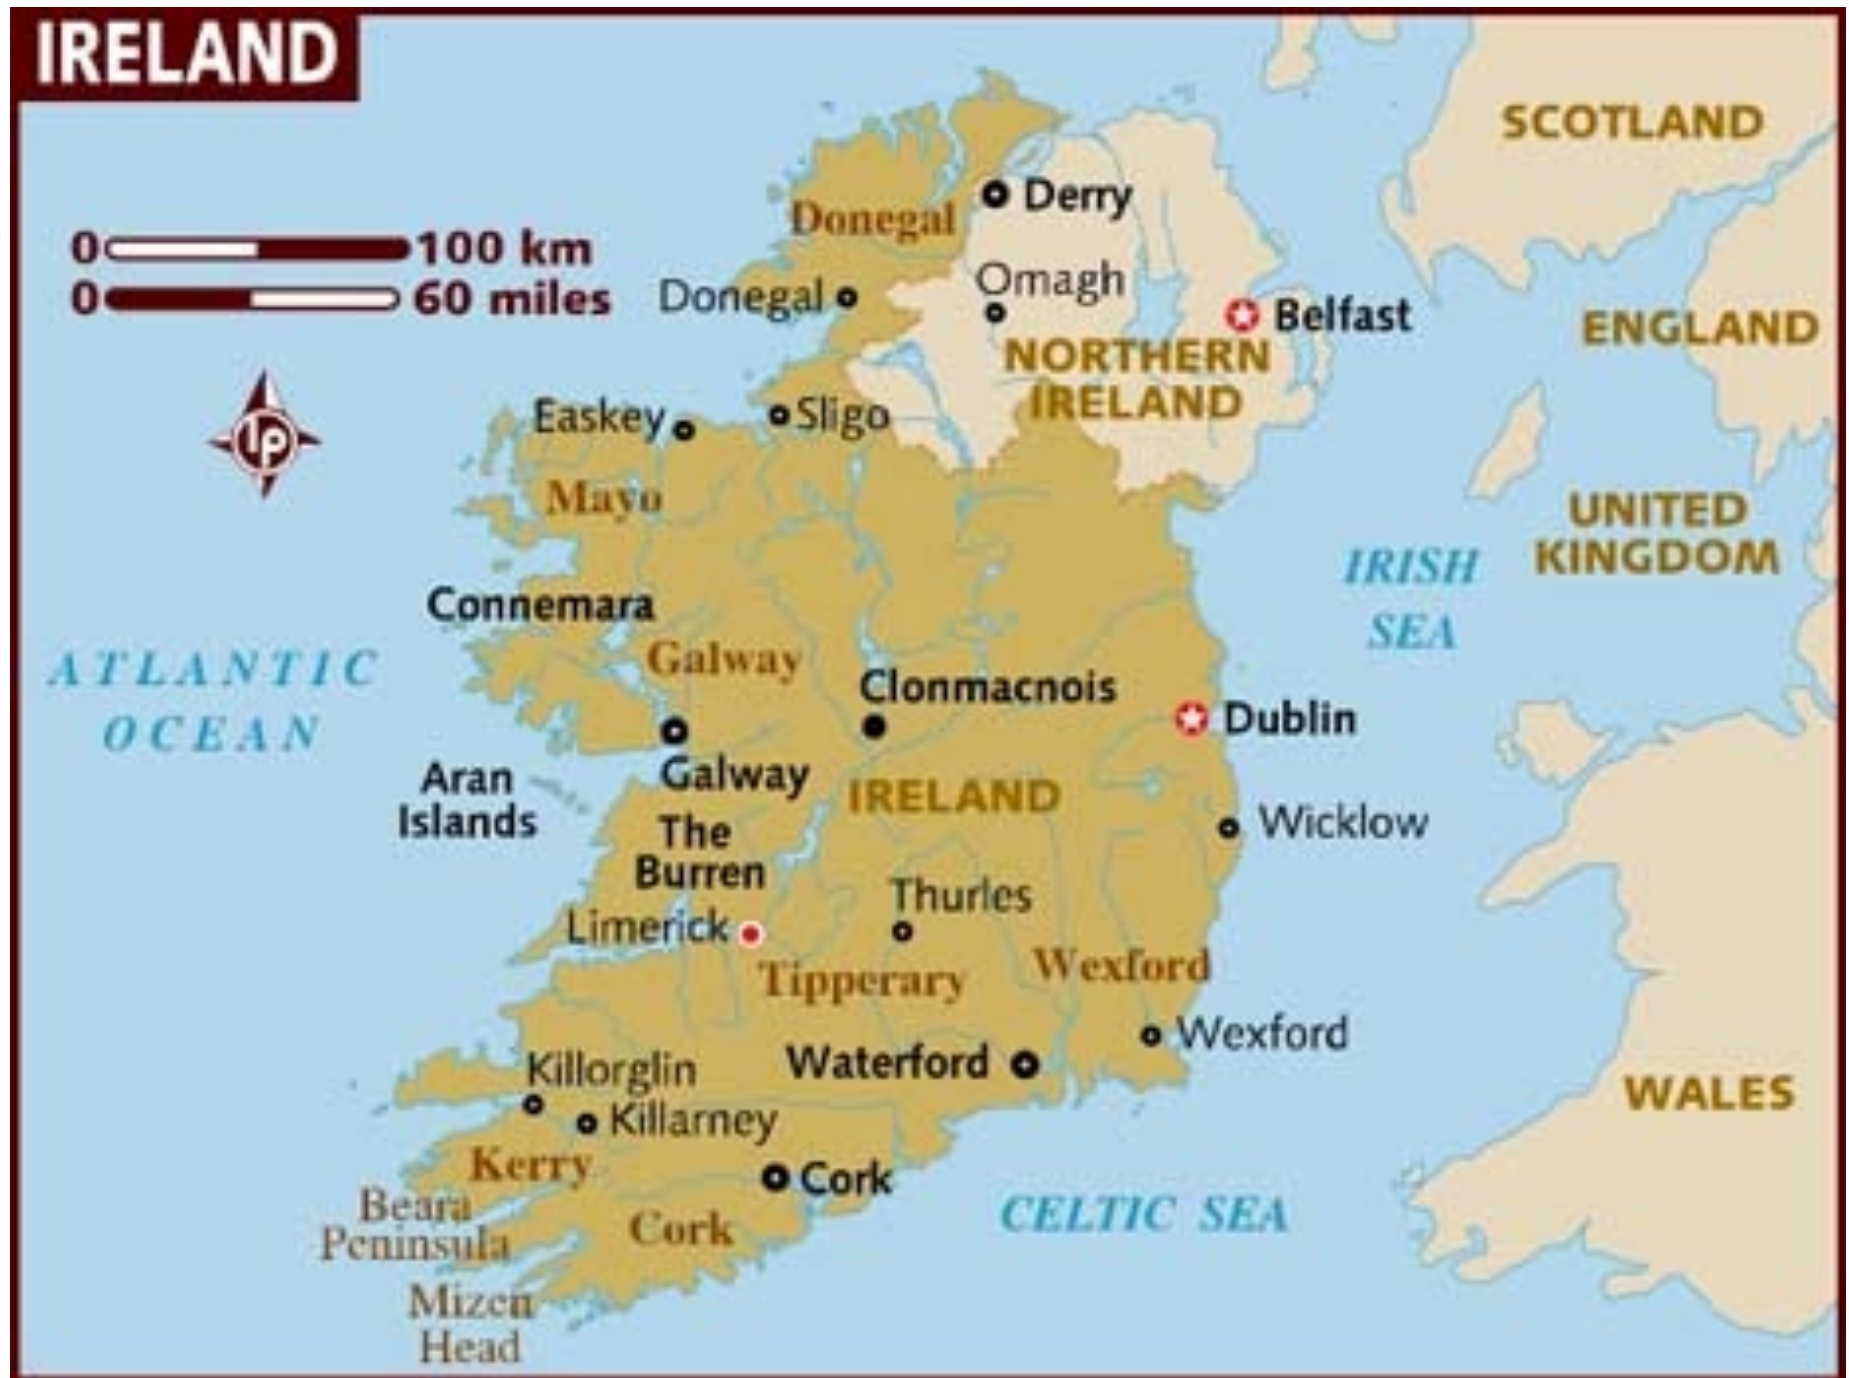 IRELAND
SCOTLAND
Derry
Donegal
0 100 km
Omagh
0 60 miles
Donegal
Belfast
ENGLAND
NORTHERN
IRELAND
Easkey
Sligo
lp
Mayo
UNITED
KINGDOM
IRISH
SEA
Connemara
ATLANTIC
OCEAN
Galway
Clonmacnois
Dublin
Galway
Aran
Islands
IRELAND
Wicklow
The
Burren
Thurles
Limerick
Tipperary
Wexford
Wexford
Waterford
Killorglin
WALES
Killarney
Kerry
Cork
Beara
Peninsula
Cork
CELTIC SEA
Mizen
Head